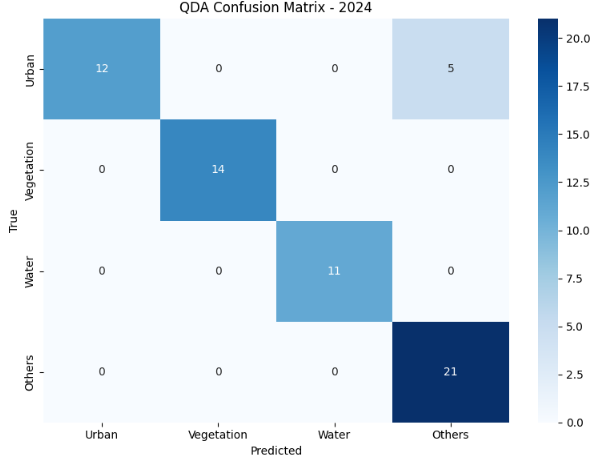 QDA Confusion Matrix - 2024
True
Urban 12 0 0 5
Vegetation 0 14 0 0
Water 0 0 11 0
Others 0 0 0 21
Urban Vegetation Water Others
Predicted
20.0
17.5
15.0
12.5
10.0
7.5
5.0
2.5
0.0